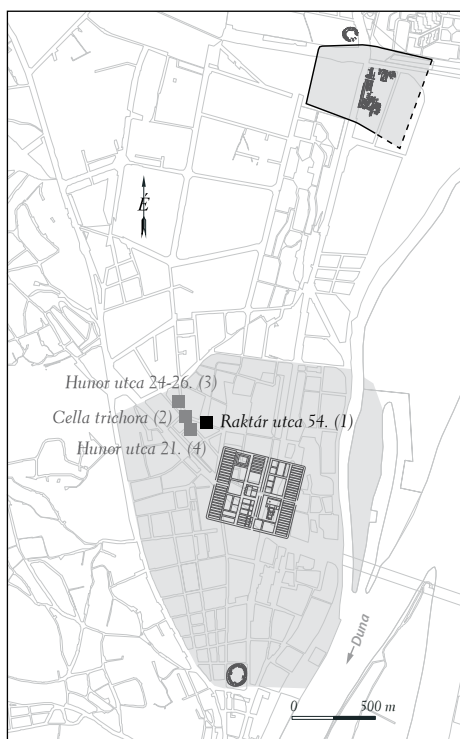 É
Hunor utca 24-26. (3)
Cella trichora (2)
Raktár utca 54. (1)
Hunor utca 21. (4)
Duna
0 500 m